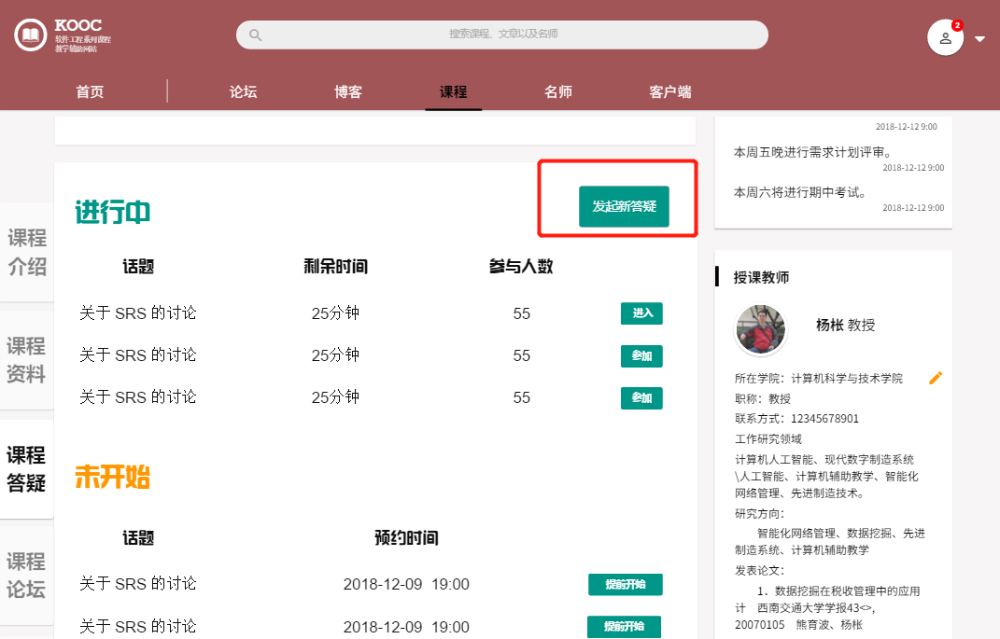 KOOC
软件工程系列课程
教学辅助网站
搜索课程、文章以及名师
2
首页
论坛
博客
课程
名师
客户端
课程
介绍
课程
资料
课程
答疑
课程
论坛
进行中
发起新答疑
话题 剩余时间 参与人数
关于 SRS 的讨论 25分钟 55 进入
关于 SRS 的讨论 25分钟 55 参加
关于 SRS 的讨论 25分钟 55 参加
未开始
话题 预约时间
关于 SRS 的讨论 2018-12-09 19:00 提前开始
关于 SRS 的讨论 2018-12-09 19:00 提前开始
2018-12-12 9:00
本周五晚进行需求计划评审。
2018-12-12 9:00
本周六将进行期中考试。
2018-12-12 9:00
授课教师
杨枨 教授
所在学院：计算机科学与技术学院
职称：教授
联系方式：12345678901
工作研究领域
计算机人工智能、现代数字制造系统
\人工智能、计算机辅助教学、智能化
网络管理、先进制造技术。
研究方向：
智能化网络管理、数据挖掘、先进
制造系统、计算机辅助教学
发表论文：
1. 数据挖掘在税收管理中的应用
计 西南交通大学学报43<>,
20070105 熊育波、杨枨